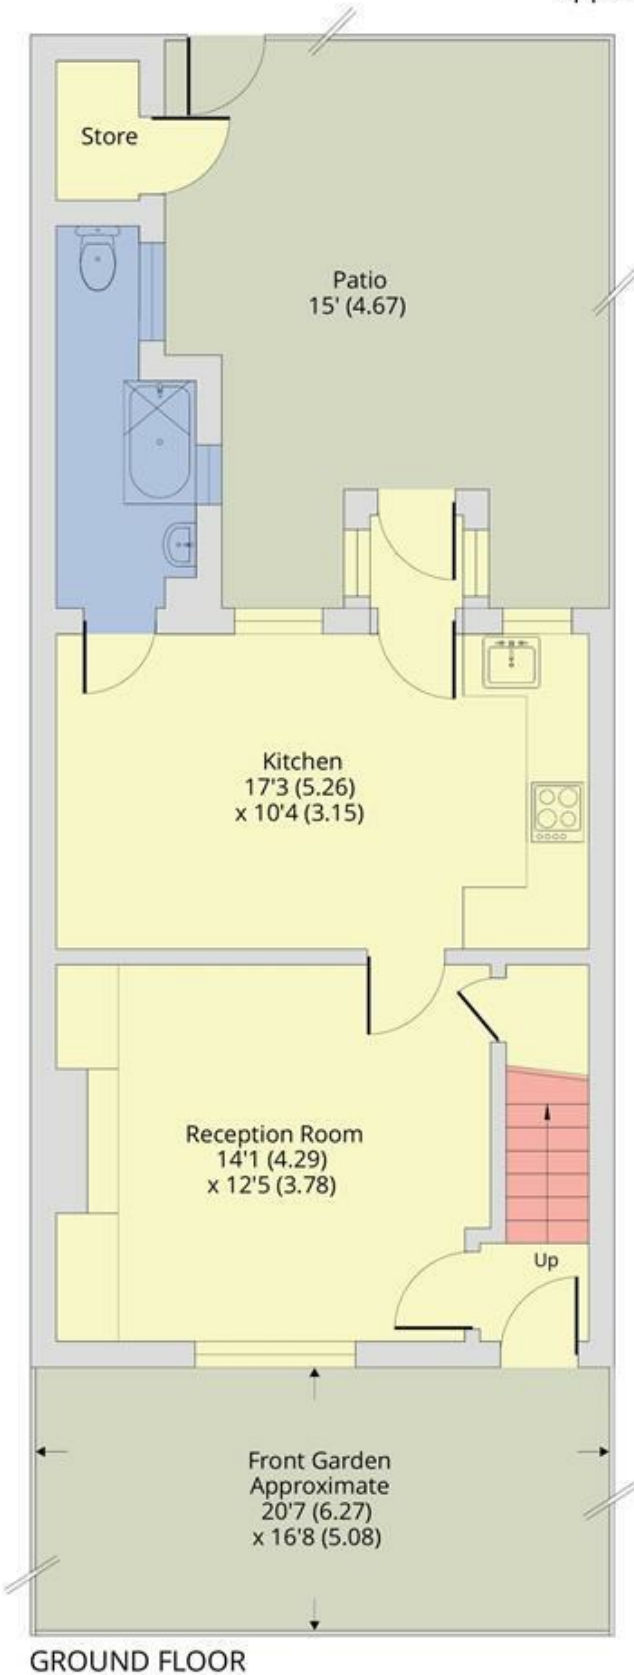 Store
Patio
15' (4.67)
Kitchen
17'3 (5.26)
x 10'4 (3.15)
Reception Room
14'1 (4.29)
x 12'5 (3.78)
Up
Front Garden
Approximate
20'7 (6.27)
x 16'8 (5.08)
GROUND FLOOR